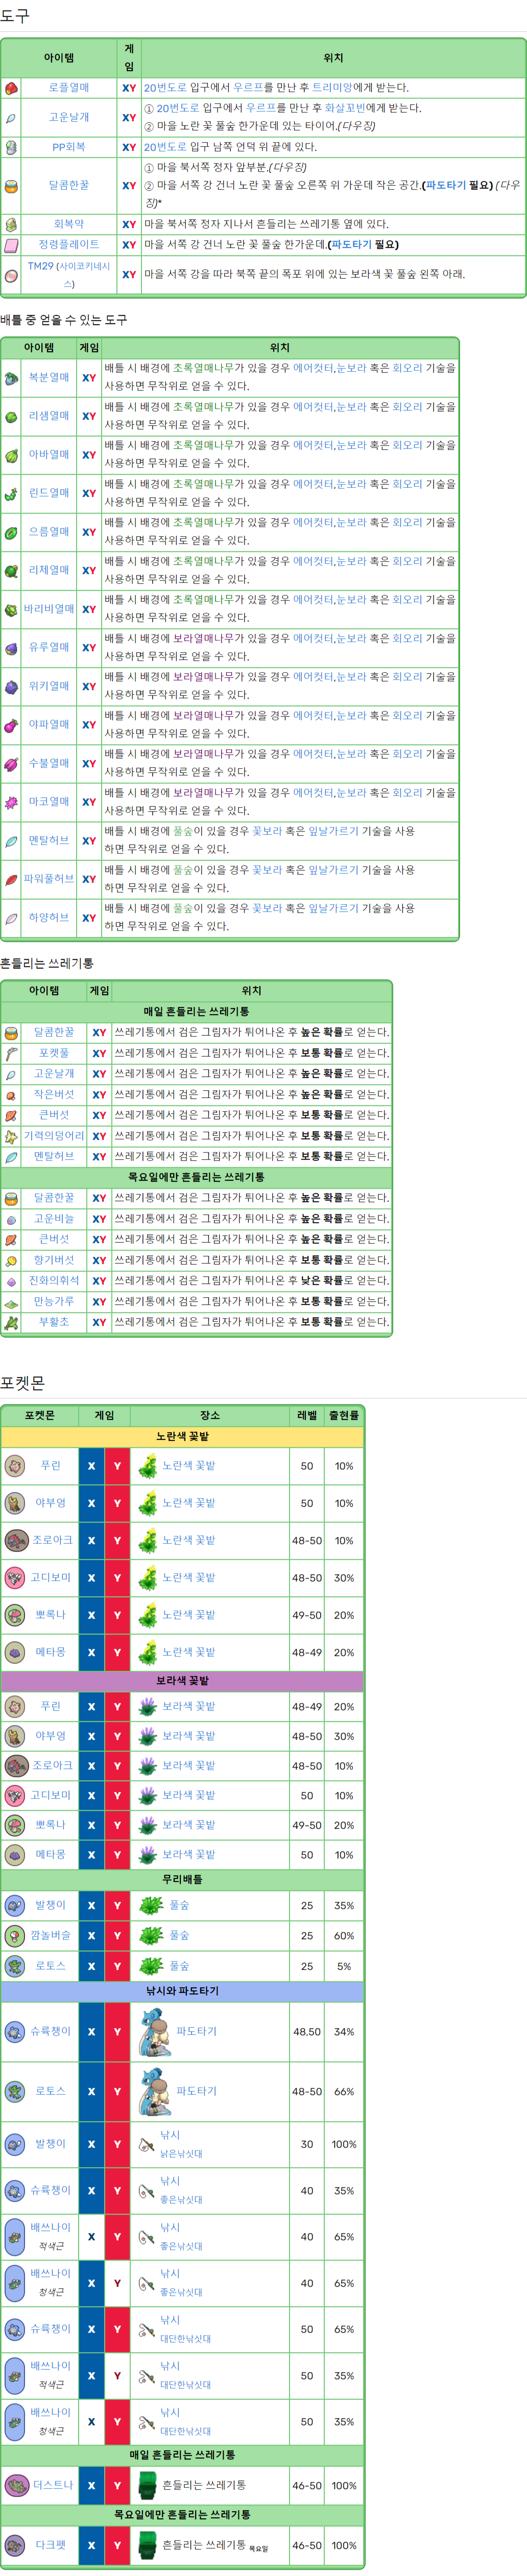 도구
아이템 게임 위치
로플열매 XY 20번도로 입구에서 우르프를 만난 후 트리미앙에게 받는다.
고운날개 XY ① 20번도로 입구에서 우르프를 만난 후 화살꼬빈에게 받는다.
② 마을 노란 꽃 풀숲 한가운데 있는 타이어.(다우징)
PP회복 XY 20번도로 입구 남쪽 언덕 위 끝에 있다.
달콤한꿀 XY ① 마을 북서쪽 정자 앞부분.(다우징)
② 마을 서쪽 강 건너 노란 꽃 풀숲 오른쪽 위 가운데 작은 공간.(파도타기 필요) (다우징)*
회복약 XY 마을 북서쪽 정자 지나서 흔들리는 쓰레기통 옆에 있다.
정령플레이트 XY 마을 서쪽 강 건너 노란 꽃 풀숲 한가운데.(파도타기 필요)
TM29 (사이코키네시스) XY 마을 서쪽 강을 따라 북쪽 끝의 폭포 위에 있는 보라색 꽃 풀숲 왼쪽 아래.
배틀 중 얻을 수 있는 도구
아이템 게임 위치
복분열매 XY 배틀 시 배경에 초록열매나무가 있을 경우 에어컷터,눈보라 혹은 회오리 기술을
사용하면 무작위로 얻을 수 있다.
리샘열매 XY 배틀 시 배경에 초록열매나무가 있을 경우 에어컷터,눈보라 혹은 회오리 기술을
사용하면 무작위로 얻을 수 있다.
아바열매 XY 배틀 시 배경에 초록열매나무가 있을 경우 에어컷터,눈보라 혹은 회오리 기술을
사용하면 무작위로 얻을 수 있다.
린드열매 XY 배틀 시 배경에 초록열매나무가 있을 경우 에어컷터,눈보라 혹은 회오리 기술을
사용하면 무작위로 얻을 수 있다.
으름열매 XY 배틀 시 배경에 초록열매나무가 있을 경우 에어컷터,눈보라 혹은 회오리 기술을
사용하면 무작위로 얻을 수 있다.
리체열매 XY 배틀 시 배경에 초록열매나무가 있을 경우 에어컷터,눈보라 혹은 회오리 기술을
사용하면 무작위로 얻을 수 있다.
바리비열매 XY 배틀 시 배경에 초록열매나무가 있을 경우 에어컷터,눈보라 혹은 회오리 기술을
사용하면 무작위로 얻을 수 있다.
유루열매 XY 배틀 시 배경에 보라열매나무가 있을 경우 에어컷터,눈보라 혹은 회오리 기술을
사용하면 무작위로 얻을 수 있다.
위키열매 XY 배틀 시 배경에 보라열매나무가 있을 경우 에어컷터,눈보라 혹은 회오리 기술을
사용하면 무작위로 얻을 수 있다.
야파열매 XY 배틀 시 배경에 보라열매나무가 있을 경우 에어컷터,눈보라 혹은 회오리 기술을
사용하면 무작위로 얻을 수 있다.
수불열매 XY 배틀 시 배경에 보라열매나무가 있을 경우 에어컷터,눈보라 혹은 회오리 기술을
사용하면 무작위로 얻을 수 있다.
마코열매 XY 배틀 시 배경에 보라열매나무가 있을 경우 에어컷터,눈보라 혹은 회오리 기술을
사용하면 무작위로 얻을 수 있다.
멘탈허브 XY 배틀 시 배경에 풀숲이 있을 경우 꽃보라 혹은 잎날가르기 기술을 사용
하면 무작위로 얻을 수 있다.
파워풀허브 XY 배틀 시 배경에 풀숲이 있을 경우 꽃보라 혹은 잎날가르기 기술을 사용
하면 무작위로 얻을 수 있다.
하양허브 XY 배틀 시 배경에 풀숲이 있을 경우 꽃보라 혹은 잎날가르기 기술을 사용
하면 무작위로 얻을 수 있다.
흔들리는 쓰레기통
아이템 게임 위치
매일 흔들리는 쓰레기통
달콤한꿀 XY 쓰레기통에서 검은 그림자가 튀어나온 후 높은 확률로 얻는다.
포켓풀 XY 쓰레기통에서 검은 그림자가 튀어나온 후 보통 확률로 얻는다.
고운날개 XY 쓰레기통에서 검은 그림자가 튀어나온 후 높은 확률로 얻는다.
작은버섯 XY 쓰레기통에서 검은 그림자가 튀어나온 후 높은 확률로 얻는다.
큰버섯 XY 쓰레기통에서 검은 그림자가 튀어나온 후 보통 확률로 얻는다.
기력의덩어리 XY 쓰레기통에서 검은 그림자가 튀어나온 후 보통 확률로 얻는다.
멘탈허브 XY 쓰레기통에서 검은 그림자가 튀어나온 후 보통 확률로 얻는다.
목요일에만 흔들리는 쓰레기통
달콤한꿀 XY 쓰레기통에서 검은 그림자가 튀어나온 후 높은 확률로 얻는다.
고운비늘 XY 쓰레기통에서 검은 그림자가 튀어나온 후 높은 확률로 얻는다.
큰버섯 XY 쓰레기통에서 검은 그림자가 튀어나온 후 높은 확률로 얻는다.
향기버섯 XY 쓰레기통에서 검은 그림자가 튀어나온 후 보통 확률로 얻는다.
진화의휘석 XY 쓰레기통에서 검은 그림자가 튀어나온 후 낮은 확률로 얻는다.
만능가루 XY 쓰레기통에서 검은 그림자가 튀어나온 후 보통 확률로 얻는다.
부활초 XY 쓰레기통에서 검은 그림자가 튀어나온 후 보통 확률로 얻는다.
포켓몬
포켓몬 게임 장소 레벨 출현률
노란색 꽃밭
푸린 X Y 노란색 꽃밭 50 10%
야부엉 X Y 노란색 꽃밭 50 10%
조로아크 X Y 노란색 꽃밭 48-50 10%
고디보미 X Y 노란색 꽃밭 48-50 30%
뽀록나 X Y 노란색 꽃밭 49-50 20%
메타몽 X Y 노란색 꽃밭 48-49 20%
보라색 꽃밭
푸린 X Y 보라색 꽃밭 48-49 20%
야부엉 X Y 보라색 꽃밭 48-50 30%
조로아크 X Y 보라색 꽃밭 48-50 10%
고디보미 X Y 보라색 꽃밭 50 10%
뽀록나 X Y 보라색 꽃밭 49-50 20%
메타몽 X Y 보라색 꽃밭 50 10%
무리배틀
발챙이 X Y 풀숲 25 35%
깜놀버슬 X Y 풀숲 25 60%
로토스 X Y 풀숲 25 5%
낚시와 파도타기
슈륙챙이 X Y 파도타기 48,50 34%
로토스 X Y 파도타기 48-50 66%
발챙이 X Y 낚시 30 100%
낡은낚싯대
슈륙챙이 X Y 낚시 40 35%
좋은낚싯대
배쓰나이 X Y 낚시 40 65%
적색근 좋은낚싯대
배쓰나이 X Y 낚시 40 65%
청색근 좋은낚싯대
슈륙챙이 X Y 낚시 50 65%
대단한낚싯대
배쓰나이 X Y 낚시 50 35%
적색근 대단한낚싯대
배쓰나이 X Y 낚시 50 35%
청색근 대단한낚싯대
매일 흔들리는 쓰레기통
더스트나 X Y 흔들리는 쓰레기통 46-50 100%
목요일에만 흔들리는 쓰레기통
다크펫 X Y 흔들리는 쓰레기통 목요일 46-50 100%